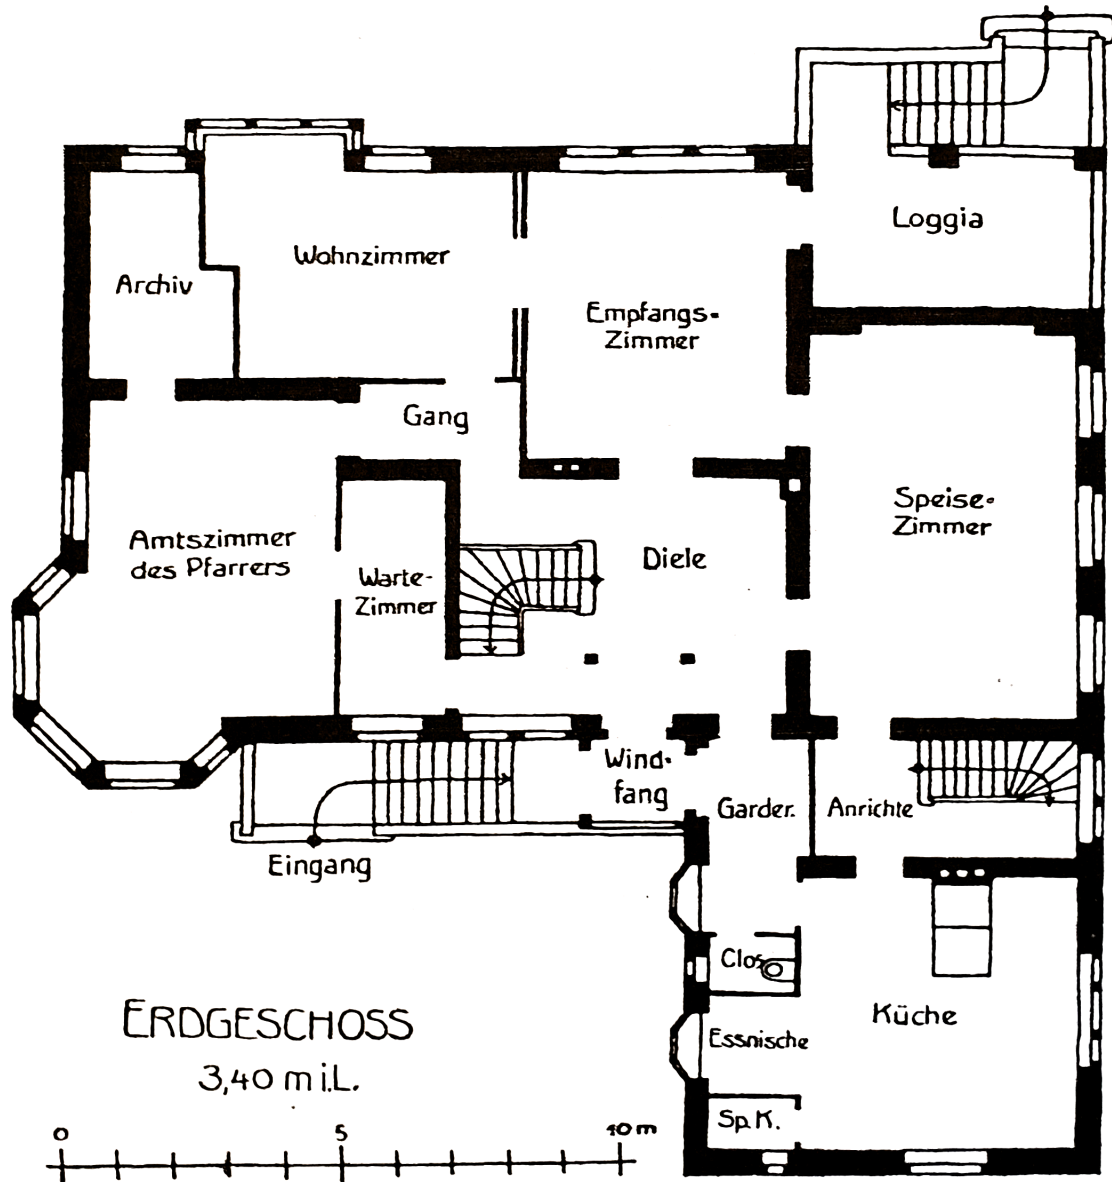 Loggia
Wohnzimmer
Archiv
Empfangs-
Zimmer
Gang
Speise-
Zimmer
Amtszimmer
des Pfarrers
Diele
Warte-
Zimmer
Wind-
fang
Garder.
Anrichte
Eingang
Clos.
Küche
Essnische
Sp.K.
ERDGESCHOSS
3,40 m i.L.
0 5 10 m